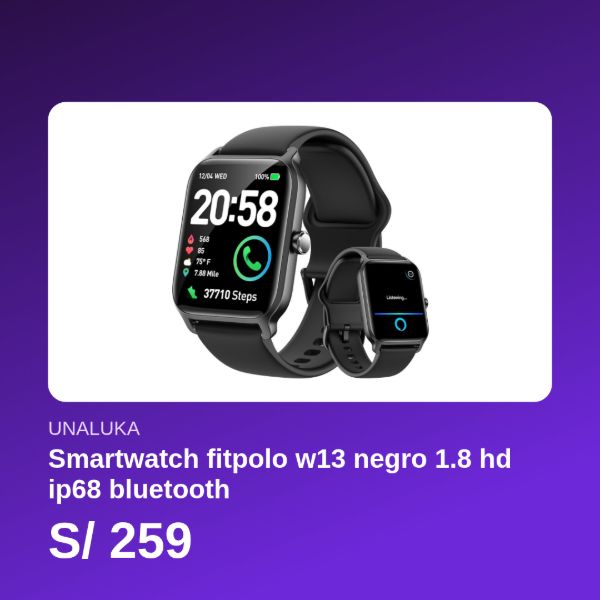 12/04 WED 100%
20:58
568
85
75° F
7.88 Mile
37710 Steps
Listening...
UNALUKA
Smartwatch fitpolo w13 negro 1.8 hd
ip68 bluetooth
S/ 259